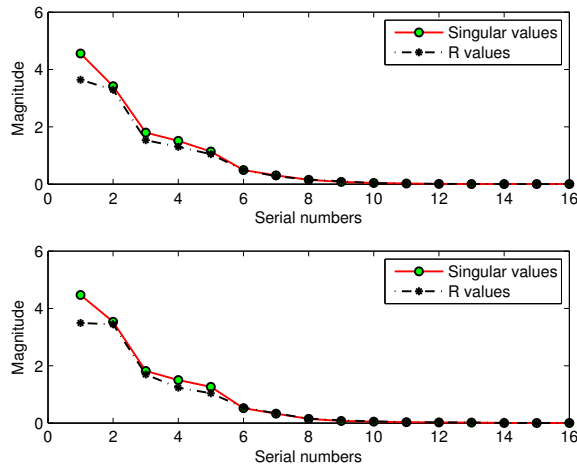 6
4
2
0
Magnitude
Singular values
R values
0 2 4 6 8 10 12 14 16
Serial numbers
6
4
2
0
Magnitude
Singular values
R values
0 2 4 6 8 10 12 14 16
Serial numbers